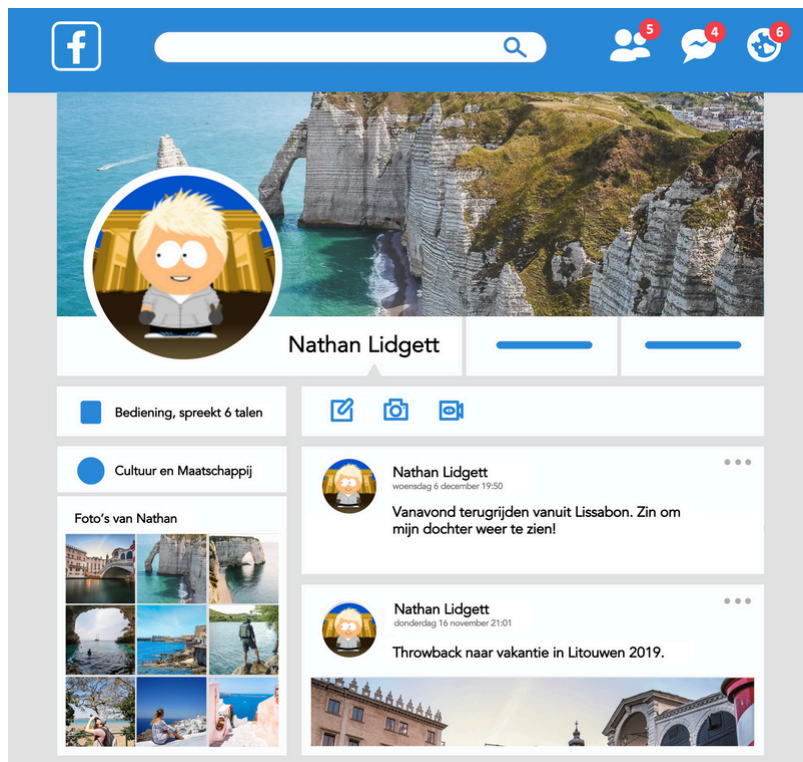 f
5
4
6
Nathan Lidgett
Bediening, spreekt 6 talen
Cultuur en Maatschappij
Foto's van Nathan
Nathan Lidgett
woensdag 6 december 19:50
Vanavond terugrijden vanuit Lissabon. Zin om
mijn dochter weer te zien!
Nathan Lidgett
donderdag 16 november 21:01
Throwback naar vakantie in Litouwen 2019.